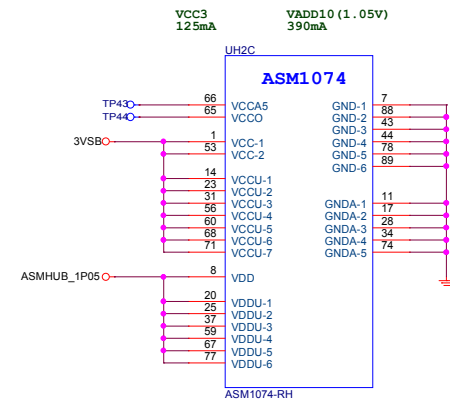 VCC3 VADD10(1.05V)
125mA 390mA
UH2C
ASM1074
TP43 66 VCCA5 GND-1 7
TP44 65 VCCO GND-2 88
GND-3 43
3VSB 1 VCC-1 GND-4 44
53 VCC-2 GND-5 78
GND-6 89
14 VCCU-1
23 VCCU-2
31 VCCU-3 GNDA-1 11
56 VCCU-4 GNDA-2 17
60 VCCU-5 GNDA-3 28
68 VCCU-6 GNDA-4 34
71 VCCU-7 GNDA-5 74
ASMHUB_1P05 8 VDD
20 VDDU-1
25 VDDU-2
37 VDDU-3
59 VDDU-4
67 VDDU-5
77 VDDU-6
ASM1074-RH